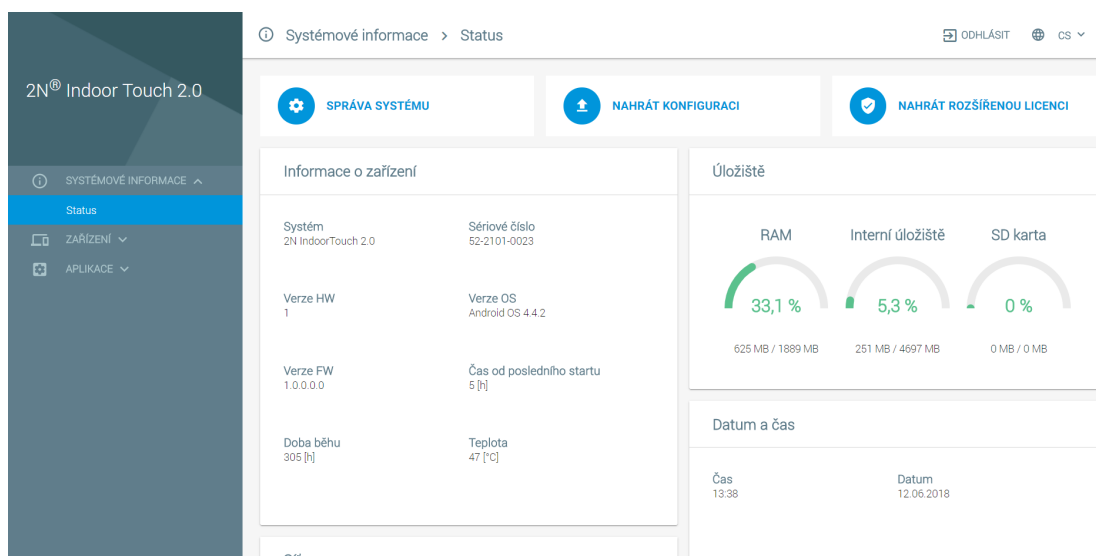 2N® Indoor Touch 2.0
SYSTÉMOVÉ INFORMACE
Status
ZAŘÍZENÍ
APLIKACE
Systémové informace > Status
ODHLÁSIT
CS
SPRÁVA SYSTÉMU
NAHRÁT KONFIGURACI
NAHRÁT ROZŠÍŘENOU LICENCI
Informace o zařízení
Systém
2N IndoorTouch 2.0
Sériové číslo
52-2101-0023
Verze HW
1
Verze OS
Android OS 4.4.2
Verze FW
1.0.0.0.0
Čas od posledního startu
5 [h]
Doba běhu
305 [h]
Teplota
47 [°C]
Úložiště
RAM
33,1 %
625 MB / 1889 MB
Interní úložiště
5,3 %
251 MB / 4697 MB
SD karta
0 %
0 MB / 0 MB
Datum a čas
Čas
13:38
Datum
12.06.2018